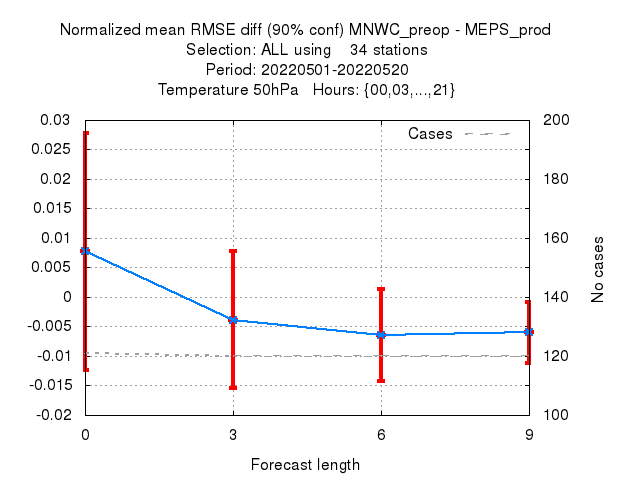 Normalized mean RMSE diff (90% conf) MNWC_preop - MEPS_prod
Selection: ALL using    34 stations
Period: 20220501-20220520
Temperature 50hPa   Hours: {00,03,...,21}
Cases
0.03
0.025
0.02
0.015
0.01
0.005
0
-0.005
-0.01
-0.015
-0.02
200
180
160
140
120
100
No cases
0 3 6 9
Forecast length